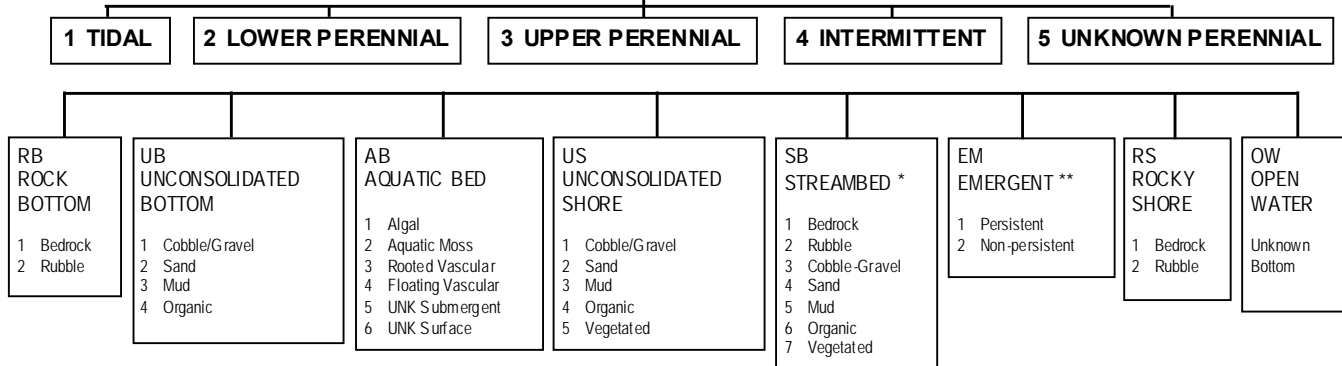 1 TIDAL
2 LOWER PERENNIAL
3 UPPER PERENNIAL
4 INTERMITTENT
5 UNKNOWN PERENNIAL
RB
ROCK
BOTTOM
1 Bedrock
2 Rubble
UB
UNCONSOLIDATED
BOTTOM
1 Cobble/Gravel
2 Sand
3 Mud
4 Organic
AB
AQUATIC BED
1 Algal
2 Aquatic Moss
3 Rooted Vascular
4 Floating Vascular
5 UNK Submergent
6 UNK Surface
US
UNCONSOLIDATED
SHORE
1 Cobble/Gravel
2 Sand
3 Mud
4 Organic
5 Vegetated
SB
STREAMBED *
1 Bedrock
2 Rubble
3 Cobble-Gravel
4 Sand
5 Mud
6 Organic
7 Vegetated
EM
EMERGENT **
1 Persistent
2 Non-persistent
RS
ROCKY
SHORE
1 Bedrock
2 Rubble
OW
OPEN
WATER
Unknown
Bottom